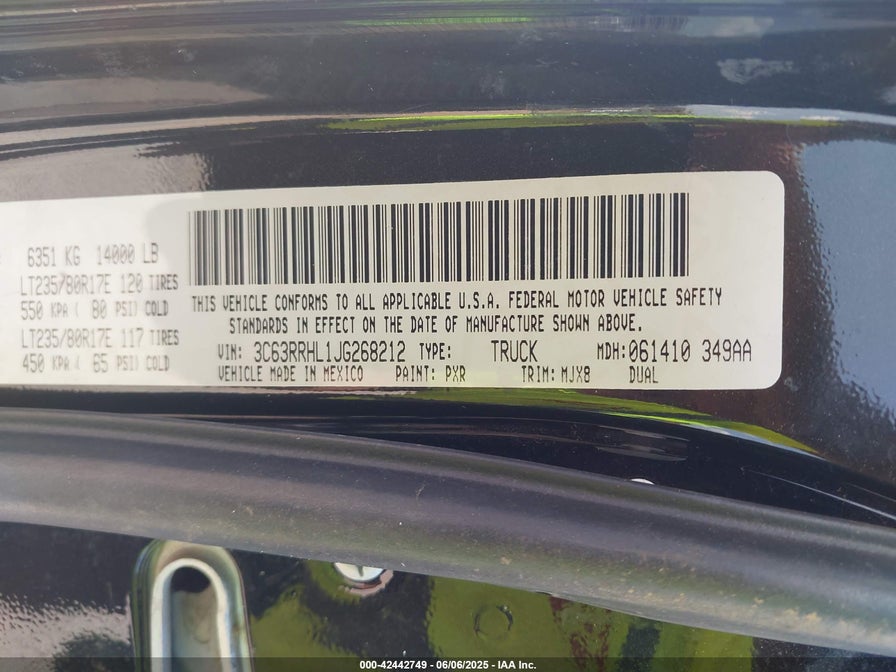 6351 KG 14000 LB
LT235/80R17E 120 TIRES
550 KPA ( 80 PSI) COLD
LT235/80R17E 117 TIRES
450 KPA ( 65 PSI) COLD
THIS VEHICLE CONFORMS TO ALL APPLICABLE U.S.A. FEDERAL MOTOR VEHICLE SAFETY
STANDARDS IN EFFECT ON THE DATE OF MANUFACTURE SHOWN ABOVE.
VIN: 3C63RRHL1JG268212 TYPE: TRUCK MDH:061410 349AA
VEHICLE MADE IN MEXICO PAINT: PXR TRIM: MJX8 DUAL
000-42442749 - 06/06/2025 - IAA Inc.